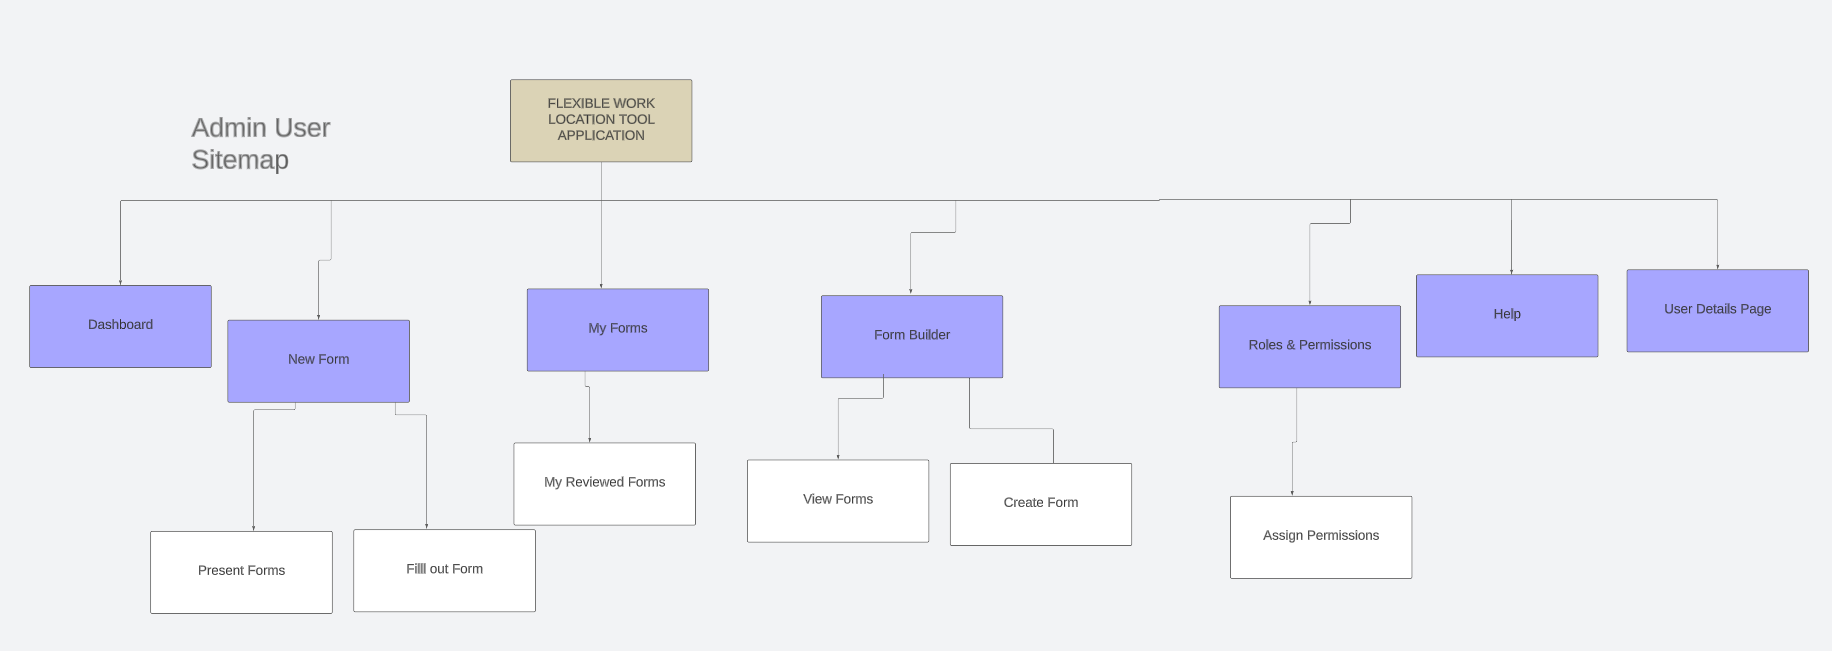 Admin User
Sitemap
FLEXIBLE WORK
LOCATION TOOL
APPLICATION
Dashboard
New Form
My Forms
Form Builder
Roles & Permissions
Help
User Details Page
Present Forms
Fillll out Form
My Reviewed Forms
View Forms
Create Form
Assign Permissions